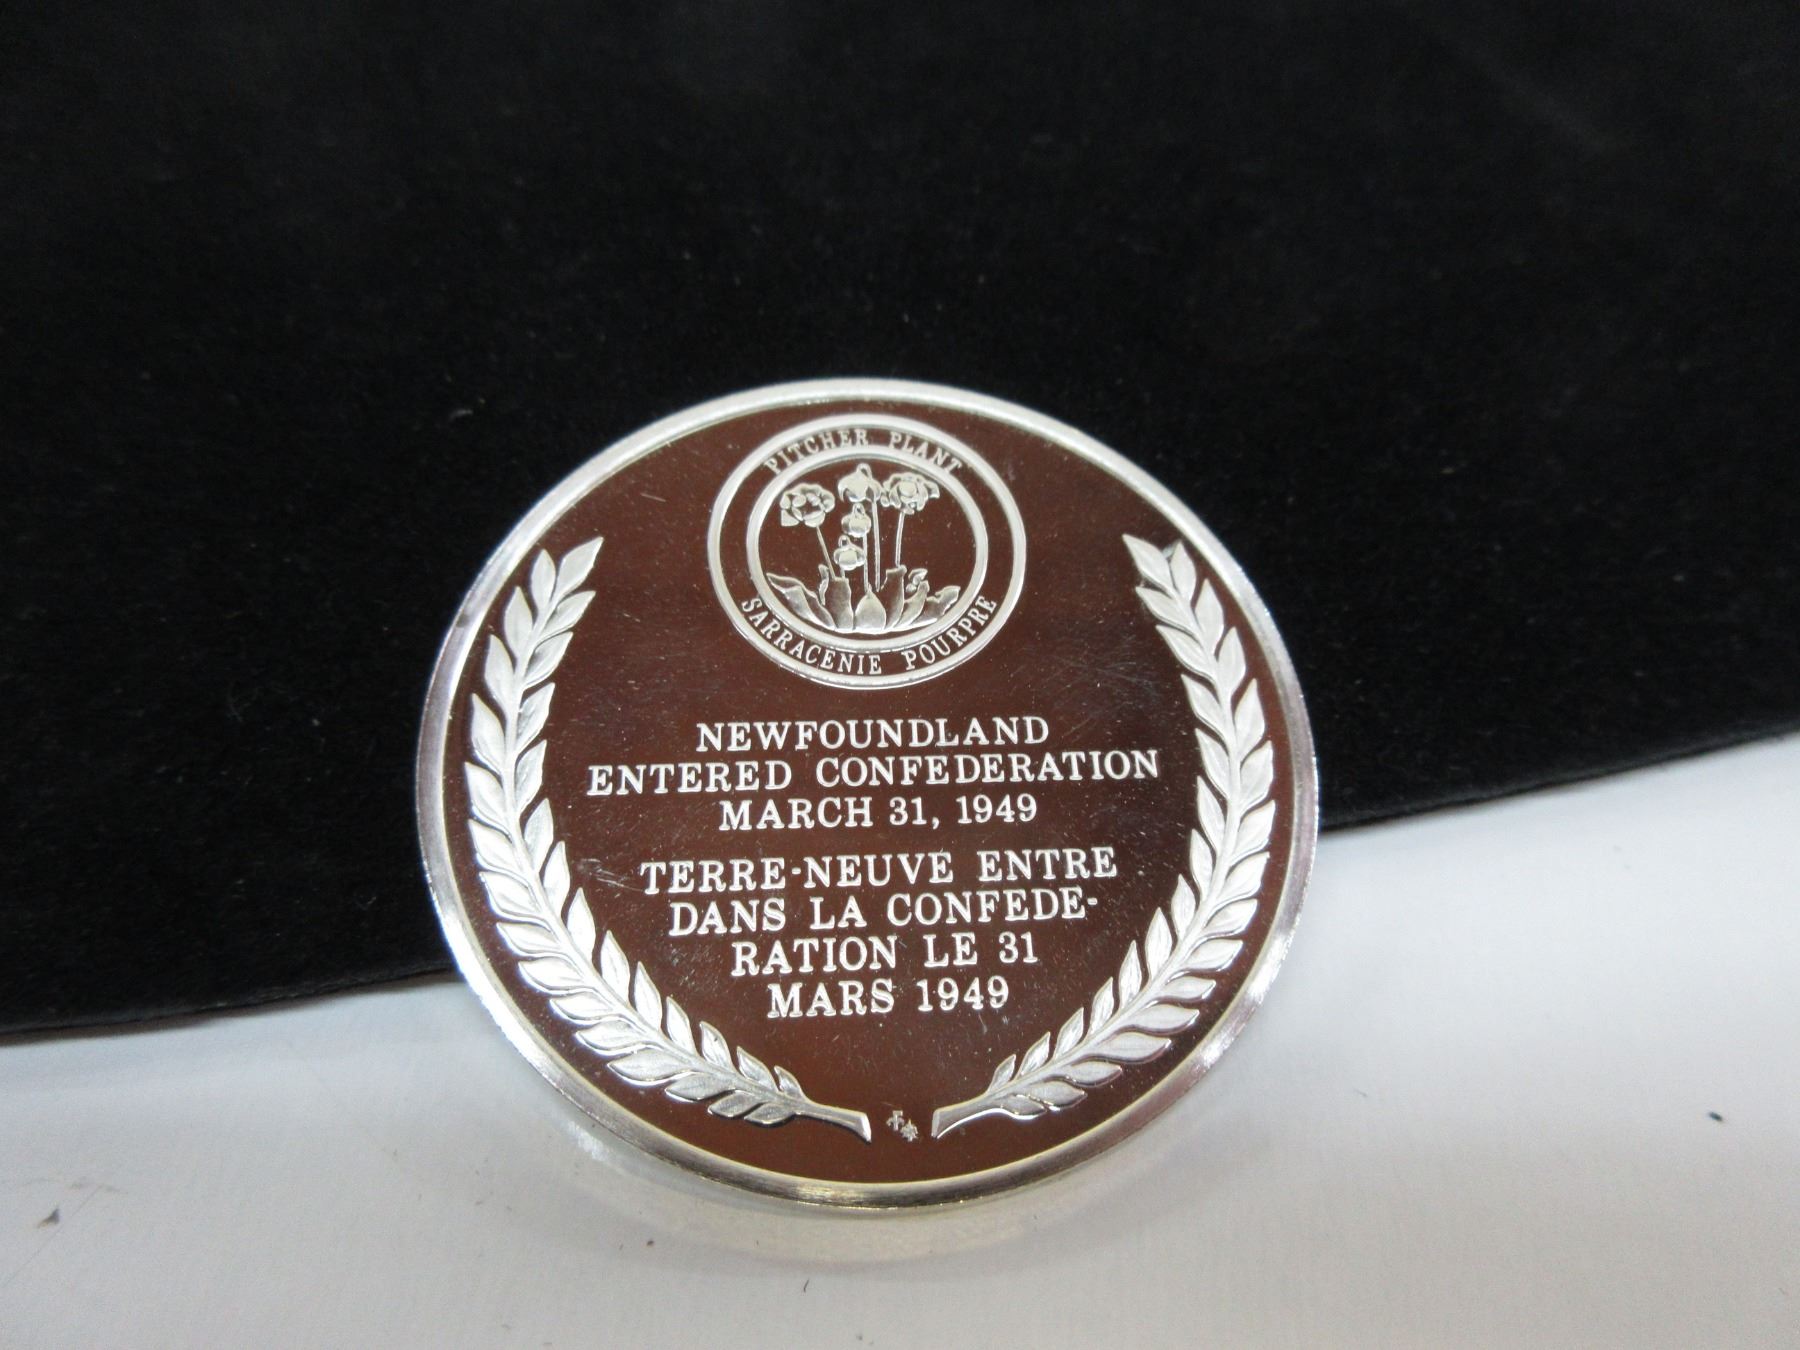 PITCHER PLANT
SARRACÉNIE POURPRE
NEWFOUNDLAND
ENTERED CONFEDERATION
MARCH 31, 1949
TERRE-NEUVE ENTRE
DANS LA CONFEDE-
RATION LE 31
MARS 1949